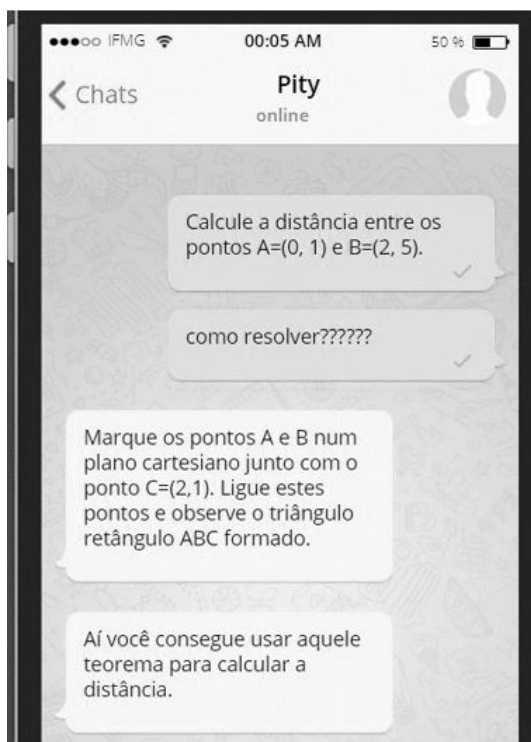 IFMG
00:05 AM
50 %
Chats
Pity
online
Calcule a distância entre os
pontos A=(0, 1) e B=(2, 5).
como resolver??????
Marque os pontos A e B num
plano cartesiano junto com o
ponto C=(2,1). Ligue estes
pontos e observe o triângulo
retângulo ABC formado.
Aí você consegue usar aquele
teorema para calcular a
distância.